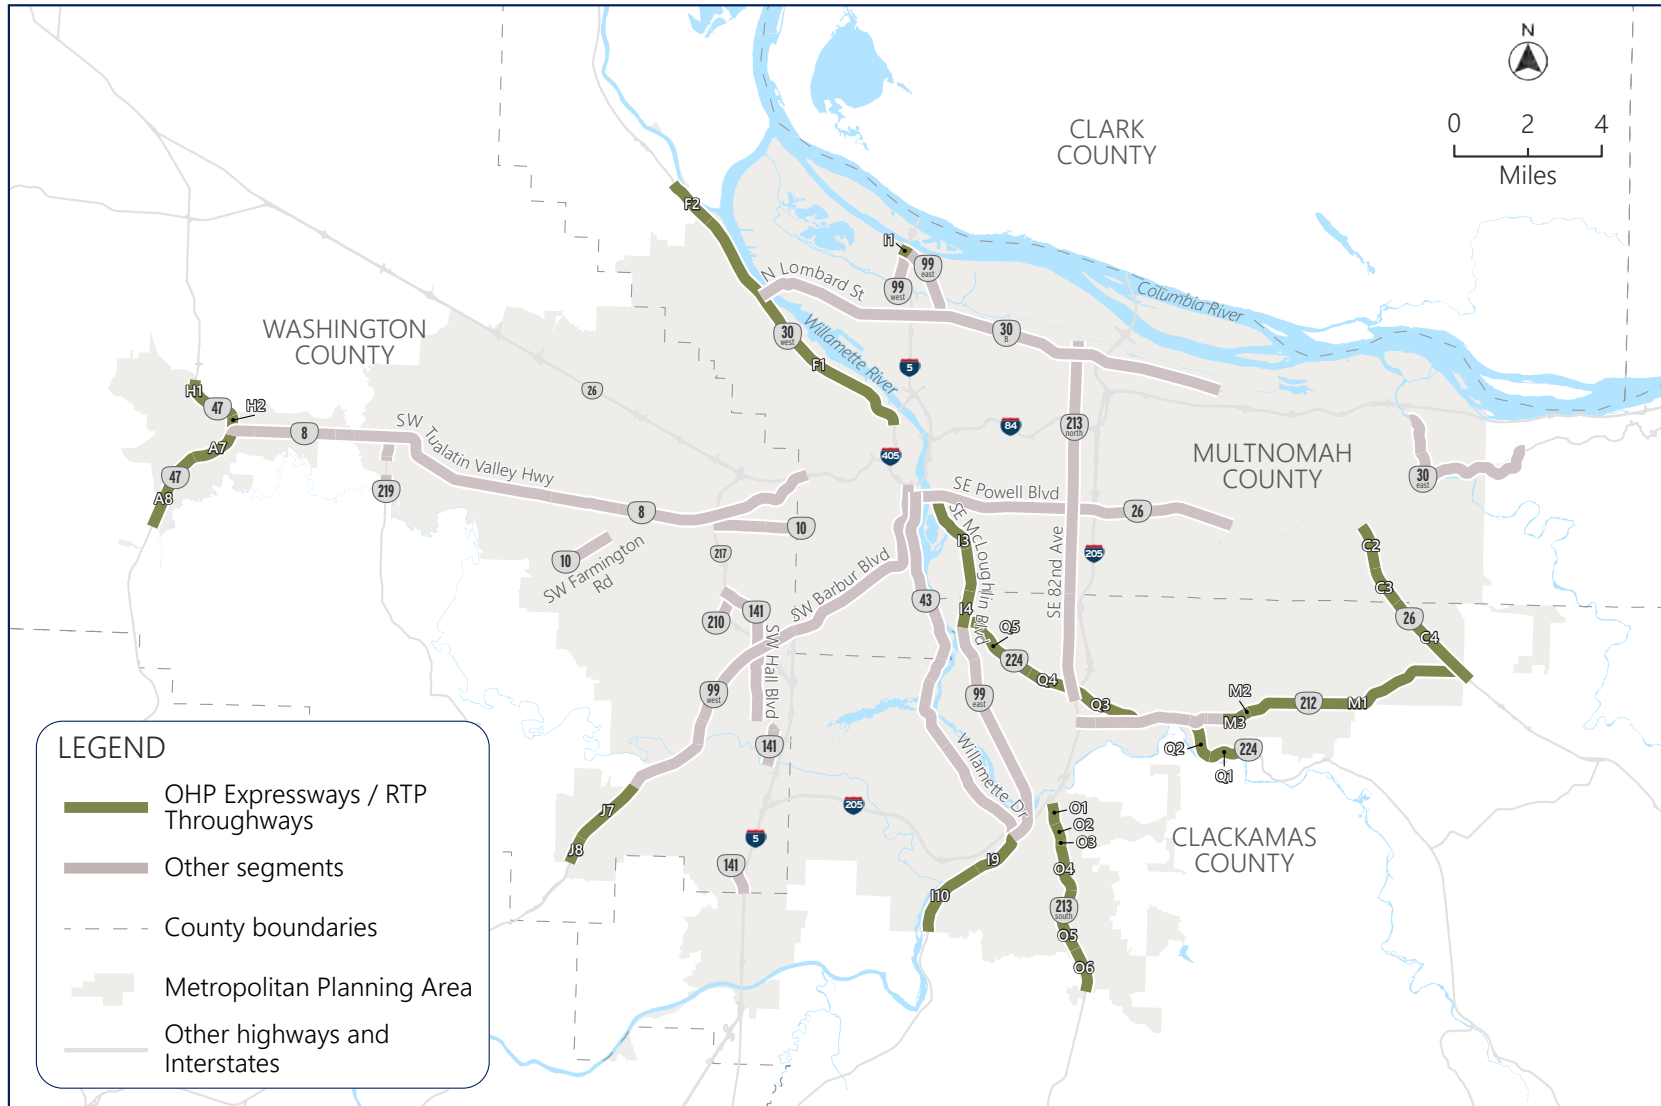 N
0 2 4
Miles
CLARK
COUNTY
F2
I1
99
east
99
west
N Lombard St
Columbia River
WASHINGTON
COUNTY
30
west
Willamette River
30
B
F1
5
26
H1
47
H2
8
A7
SW Tualatin Valley Hwy
84
213
north
MULTNOMAH
COUNTY
405
47
A8
219
30
east
SE Powell Blvd
8
10
26
SE McLoughlin Blvd
I3
C2
10
SW Farmington
Rd
217
SW Barbur Blvd
SE 82nd Ave
205
C3
43
I4
141
210
26
C4
Q5
224
SW Hall Blvd
Q4
99
west
99
east
Q3
M2
212
M1
M3
141
Q2
224
Q1
Willamette Dr
J7
205
O1
O2
O3
5
J8
CLACKAMAS
COUNTY
141
I9
O4
I10
213
south
O5
O6
LEGEND
OHP Expressways / RTP
Throughways
Other segments
County boundaries
Metropolitan Planning Area
Other highways and
Interstates